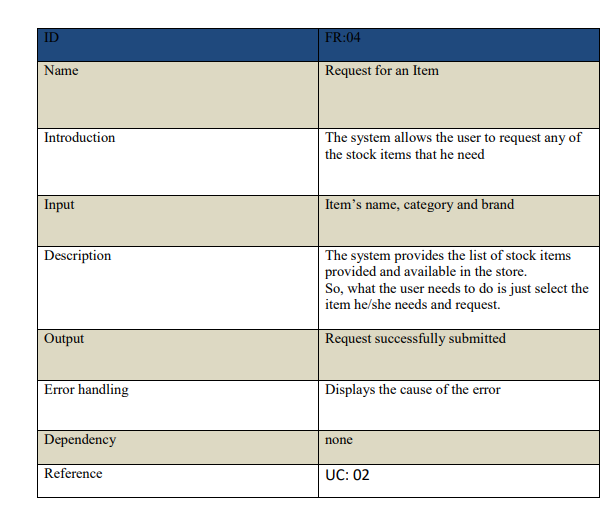 ID FR:04
Name Request for an Item
Introduction The system allows the user to request any of
the stock items that he need
Input Item’s name, category and brand
Description The system provides the list of stock items
provided and available in the store.
So, what the user needs to do is just select the
item he/she needs and request.
Output Request successfully submitted
Error handling Displays the cause of the error
Dependency none
Reference UC: 02